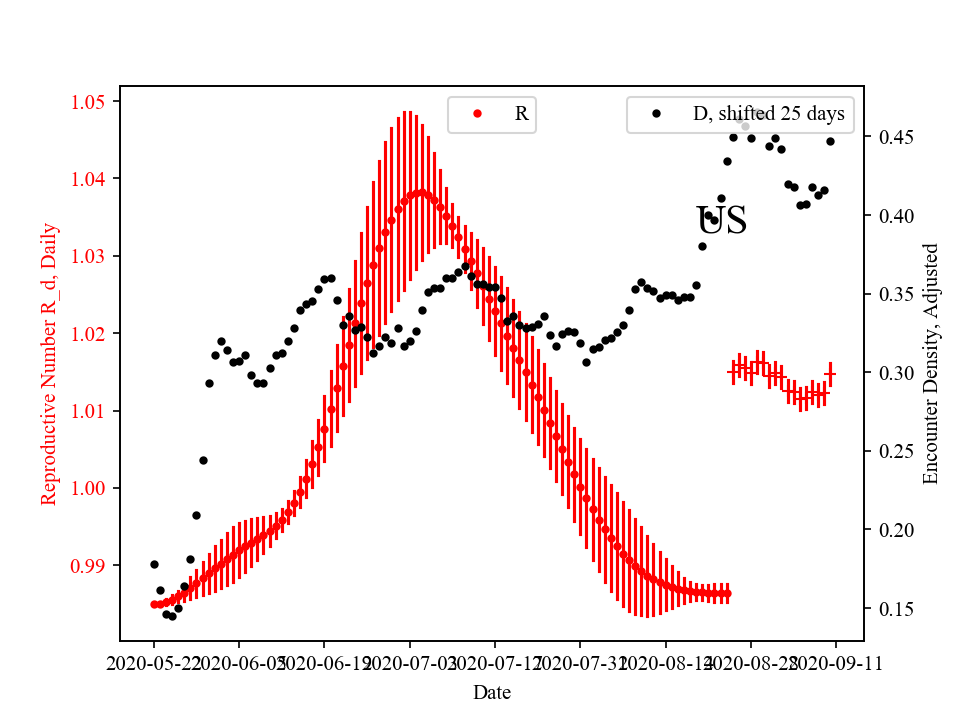 R
D, shifted 25 days
US
Reproductive Number R_d, Daily
1.05
1.04
1.03
1.02
1.01
1.00
0.99
0.45
0.40
0.35
0.30
0.25
0.20
0.15
Encounter Density, Adjusted
2020-05-22 2020-06-05 2020-06-19 2020-07-03 2020-07-17 2020-07-31 2020-08-14 2020-08-28 2020-09-11
Date